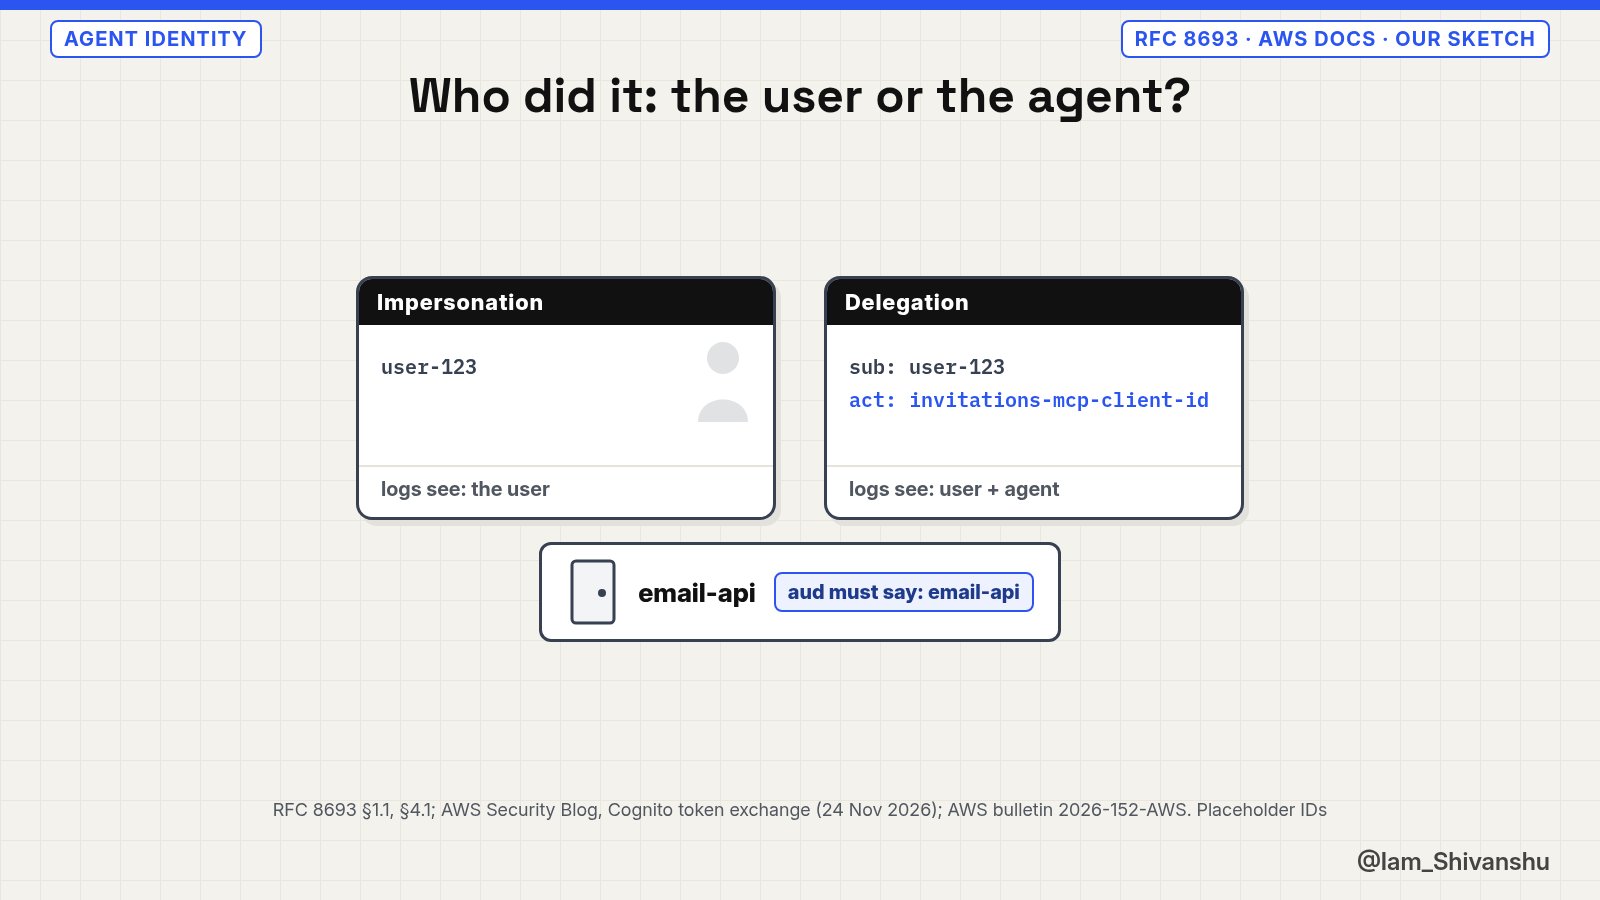 AGENT IDENTITY
RFC 8693 · AWS DOCS · OUR SKETCH
Who did it: the user or the agent?
Impersonation
user-123
logs see: the user
Delegation
sub: user-123
act: invitations-mcp-client-id
logs see: user + agent
email-api
aud must say: email-api
RFC 8693 §1.1, §4.1; AWS Security Blog, Cognito token exchange (24 Nov 2026); AWS bulletin 2026-152-AWS. Placeholder IDs
@Iam_Shivanshu